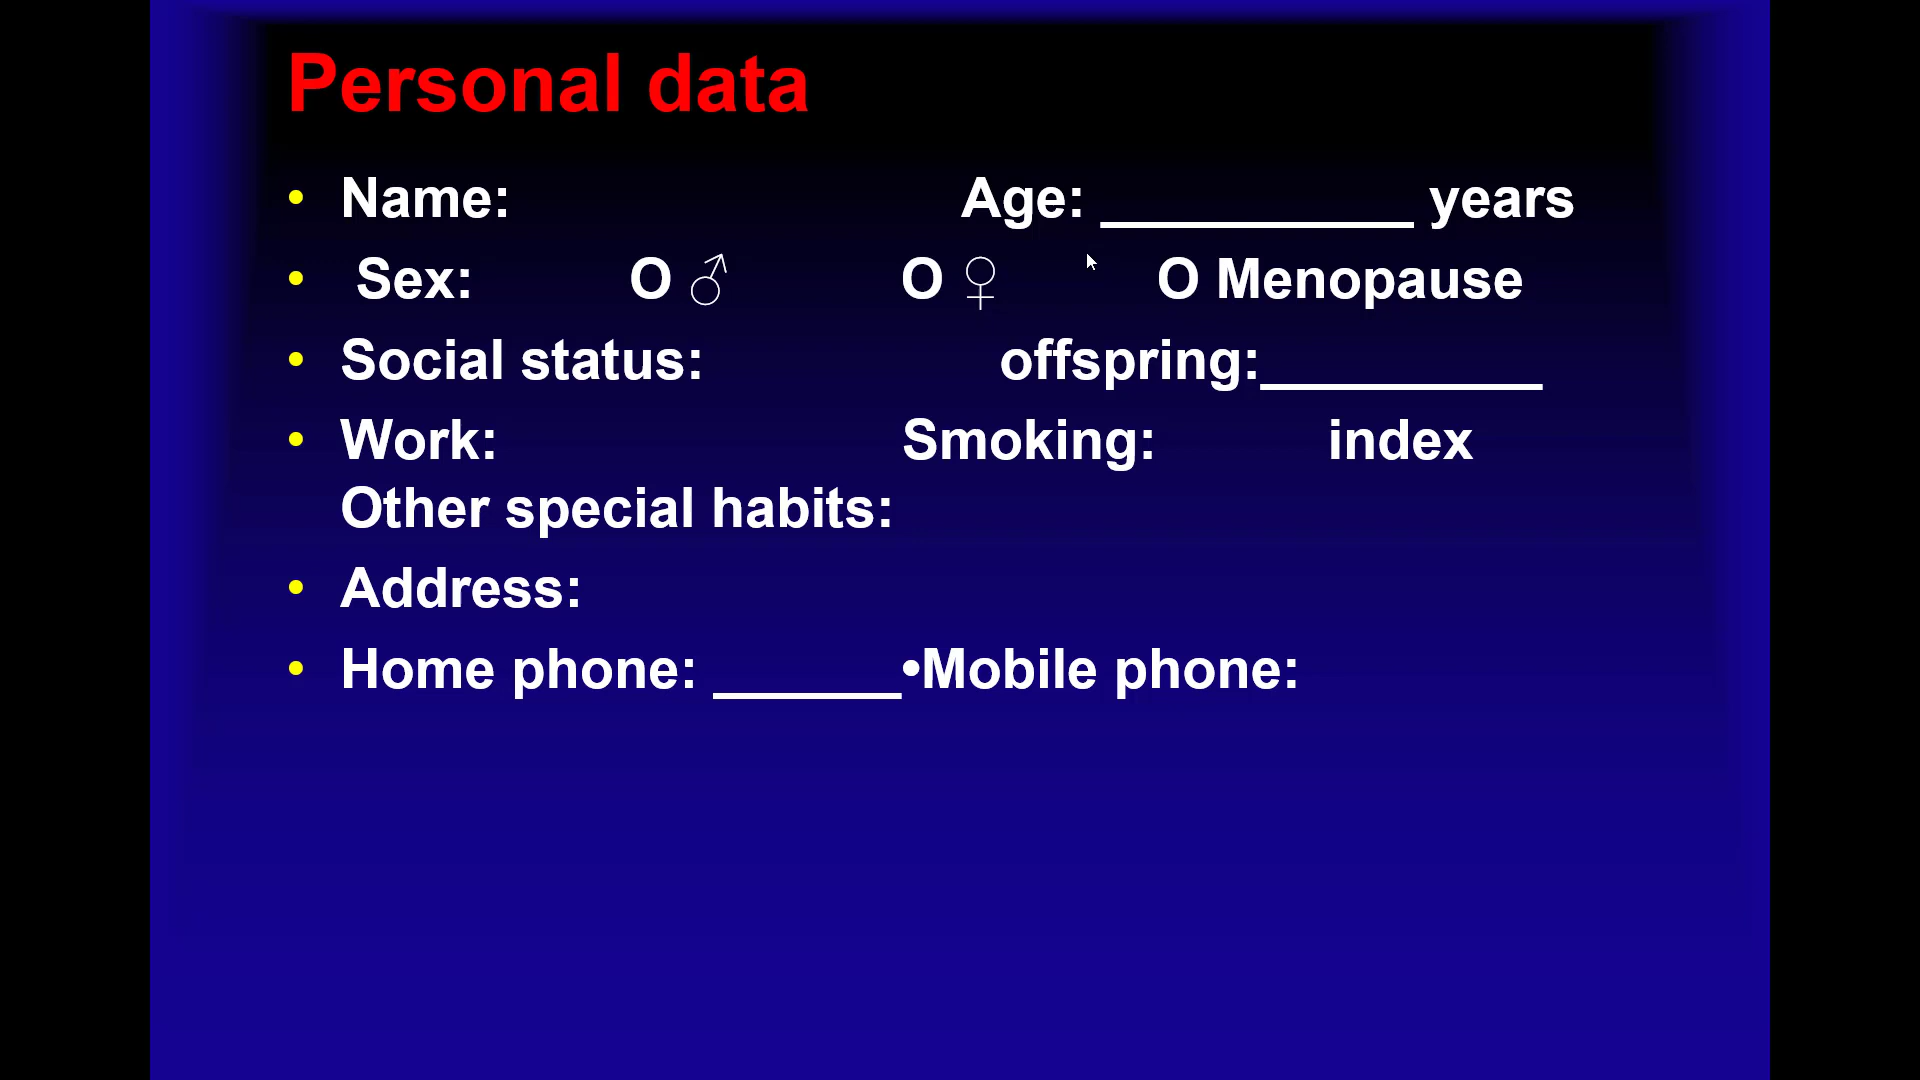 Personal data
• Name: Age: __________ years
• Sex: O ♂ O ♀ O Menopause
• Social status: offspring:_________
• Work: Smoking: index
Other special habits:
• Address:
• Home phone: ______•Mobile phone: